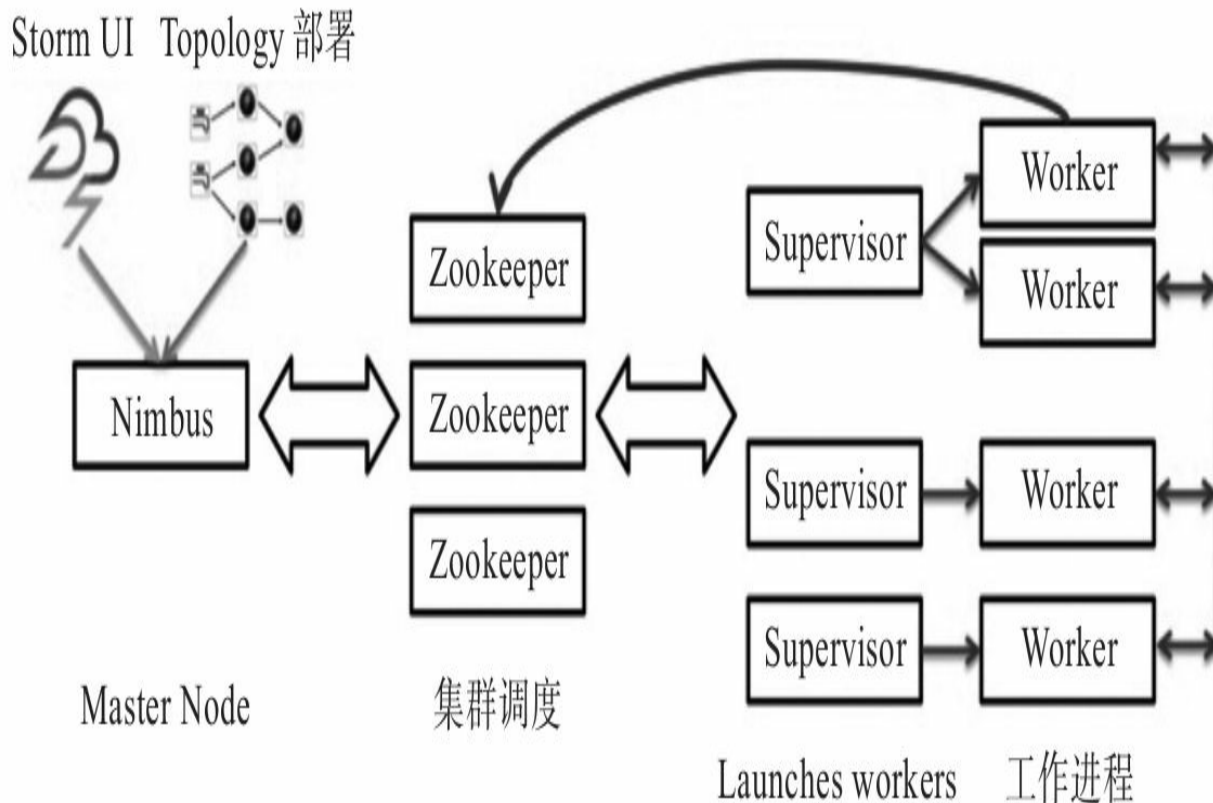 Storm UI Topology 部署
Worker
Supervisor
Zookeeper
Worker
Nimbus
Zookeeper
Supervisor
Worker
Zookeeper
Supervisor
Worker
Master Node
集群调度
Launches workers
工作进程